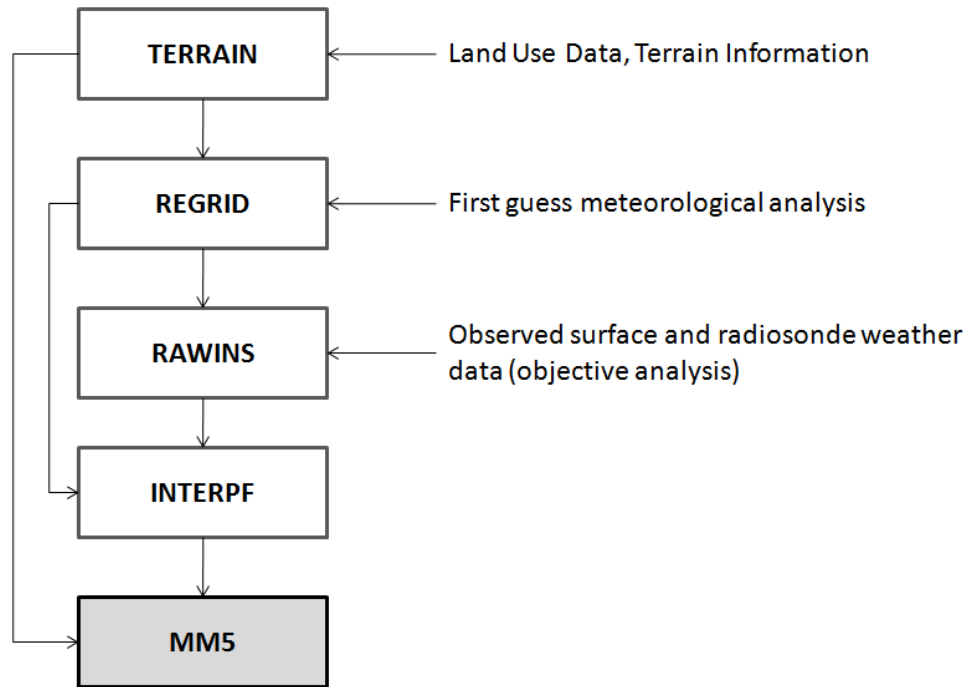 TERRAIN
Land Use Data, Terrain Information
REGRID
First guess meteorological analysis
RAWINS
Observed surface and radiosonde weather
data (objective analysis)
INTERPF
MM5